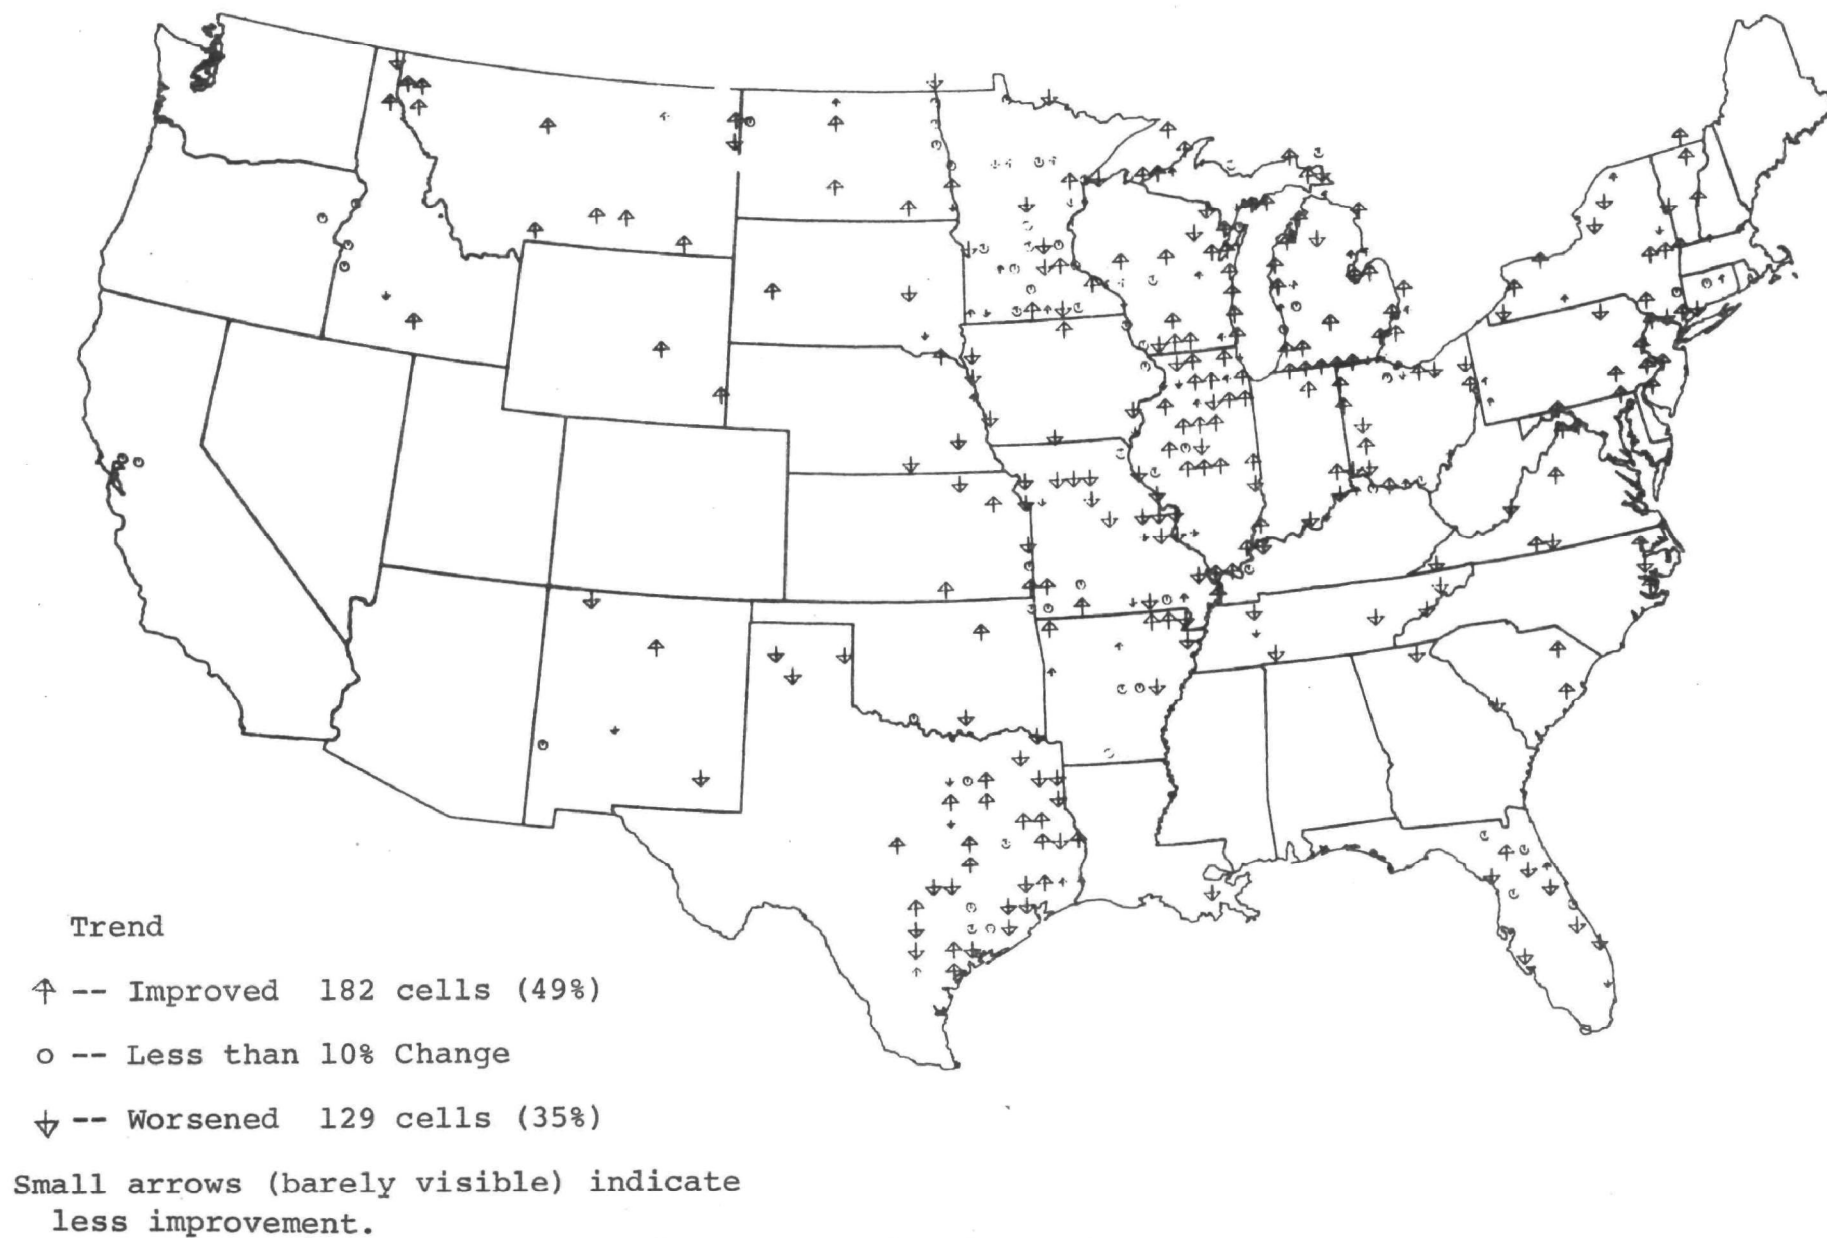 Trend
↑ -- Improved 182 cells (49%)
o -- Less than 10% Change
↓ -- Worsened 129 cells (35%)
Small arrows (barely visible) indicate
less improvement.